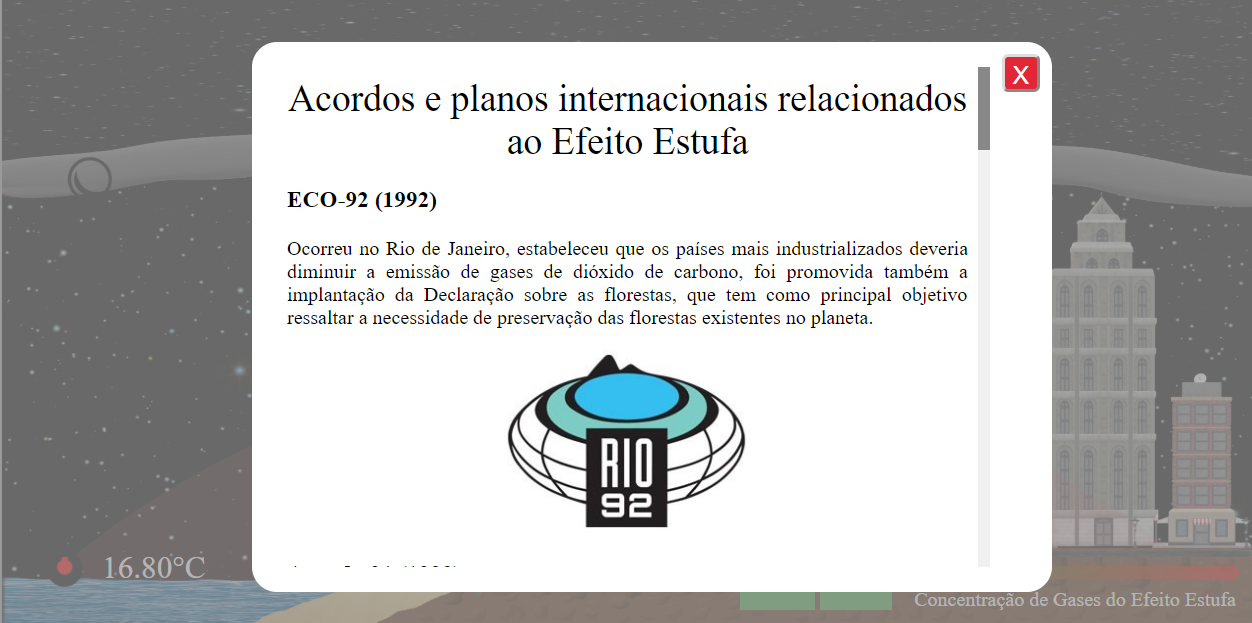 X
Acordos e planos internacionais relacionados
ao Efeito Estufa
ECO-92 (1992)
Ocorreu no Rio de Janeiro, estabeleceu que os países mais industrializados deveria
diminuir a emissão de gases de dióxido de carbono, foi promovida também a
implantação da Declaração sobre as florestas, que tem como principal objetivo
ressaltar a necessidade de preservação das florestas existentes no planeta.
RIO
92
16.80°C
Concentração de Gases do Efeito Estufa